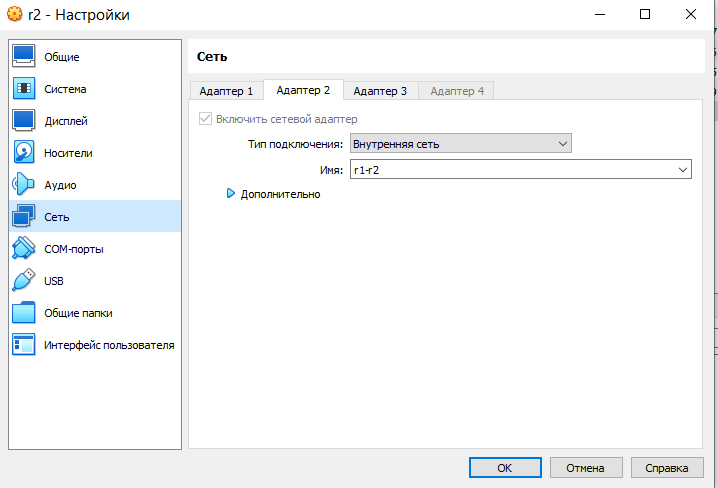 r2 - Настройки
Общие
Система
Дисплей
Носители
Аудио
Сеть
COM-порты
USB
Общие папки
Интерфейс пользователя
Сеть
Адаптер 1 Адаптер 2 Адаптер 3 Адаптер 4
Включить сетевой адаптер
Тип подключения: Внутренняя сеть
Имя: r1-r2
Дополнительно
OK Отмена Справка